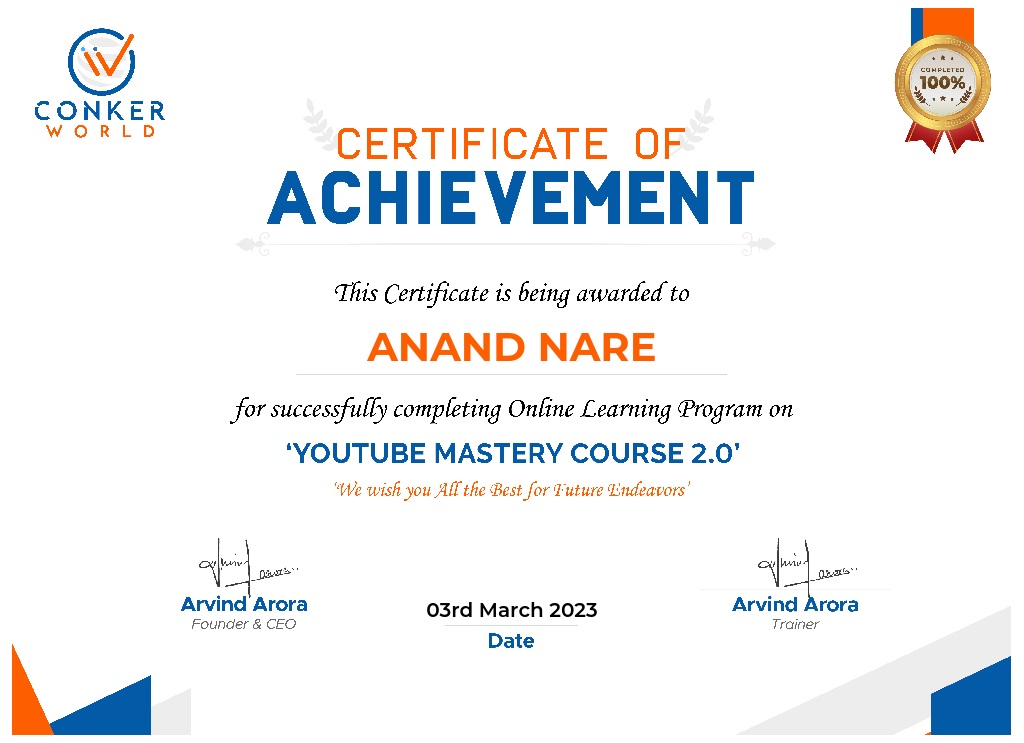 CONKER
WORLD
COMPLETED
100%
CERTIFICATE OF
ACHIEVEMENT
This Certificate is being awarded to
ANAND NARE
for successfully completing Online Learning Program on
‘YOUTUBE MASTERY COURSE 2.0’
‘We wish you All the Best for Future Endeavors’
Arvind Arora
Founder & CEO
03rd March 2023
Date
Arvind Arora
Trainer